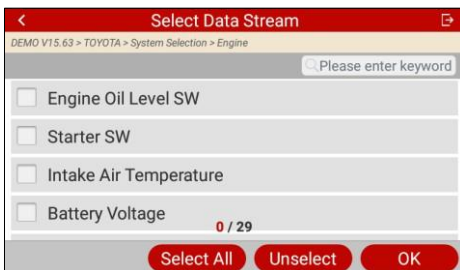 Select Data Stream
DEMO V15.63 > TOYOTA > System Selection > Engine
Please enter keyword
Engine Oil Level SW
Starter SW
Intake Air Temperature
Battery Voltage
0 / 29
Select All Unselect OK